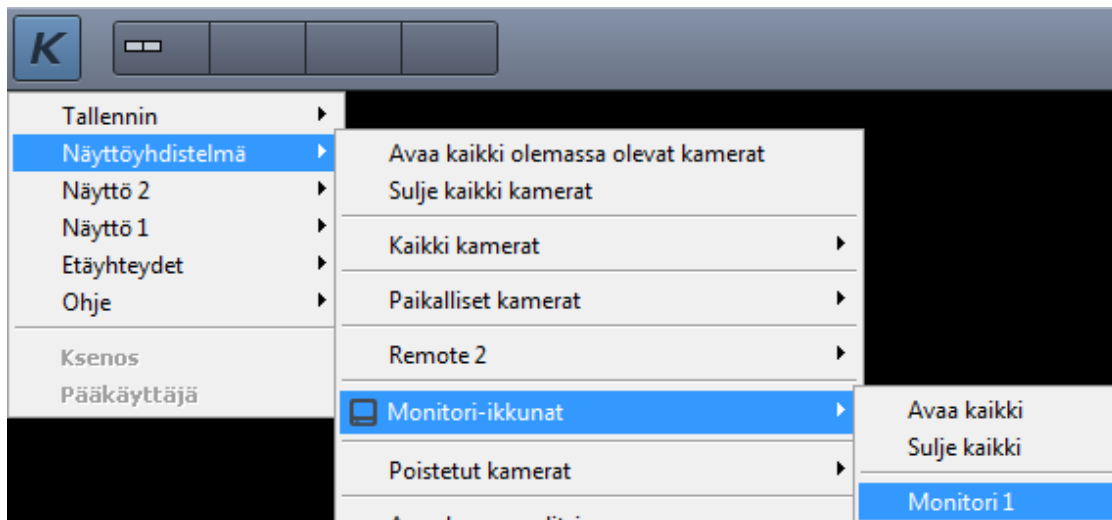 K
Tallennin
Näyttöyhdistelmä
Näyttö 2
Näyttö 1
Etäyhteydet
Ohje
Ksenos
Pääkäyttäjä
Avaa kaikki olemassa olevat kamerat
Sulje kaikki kamerat
Kaikki kamerat
Paikalliset kamerat
Remote 2
Monitori-ikkunat
Poistetut kamerat
Avaa kaikki
Sulje kaikki
Monitori 1